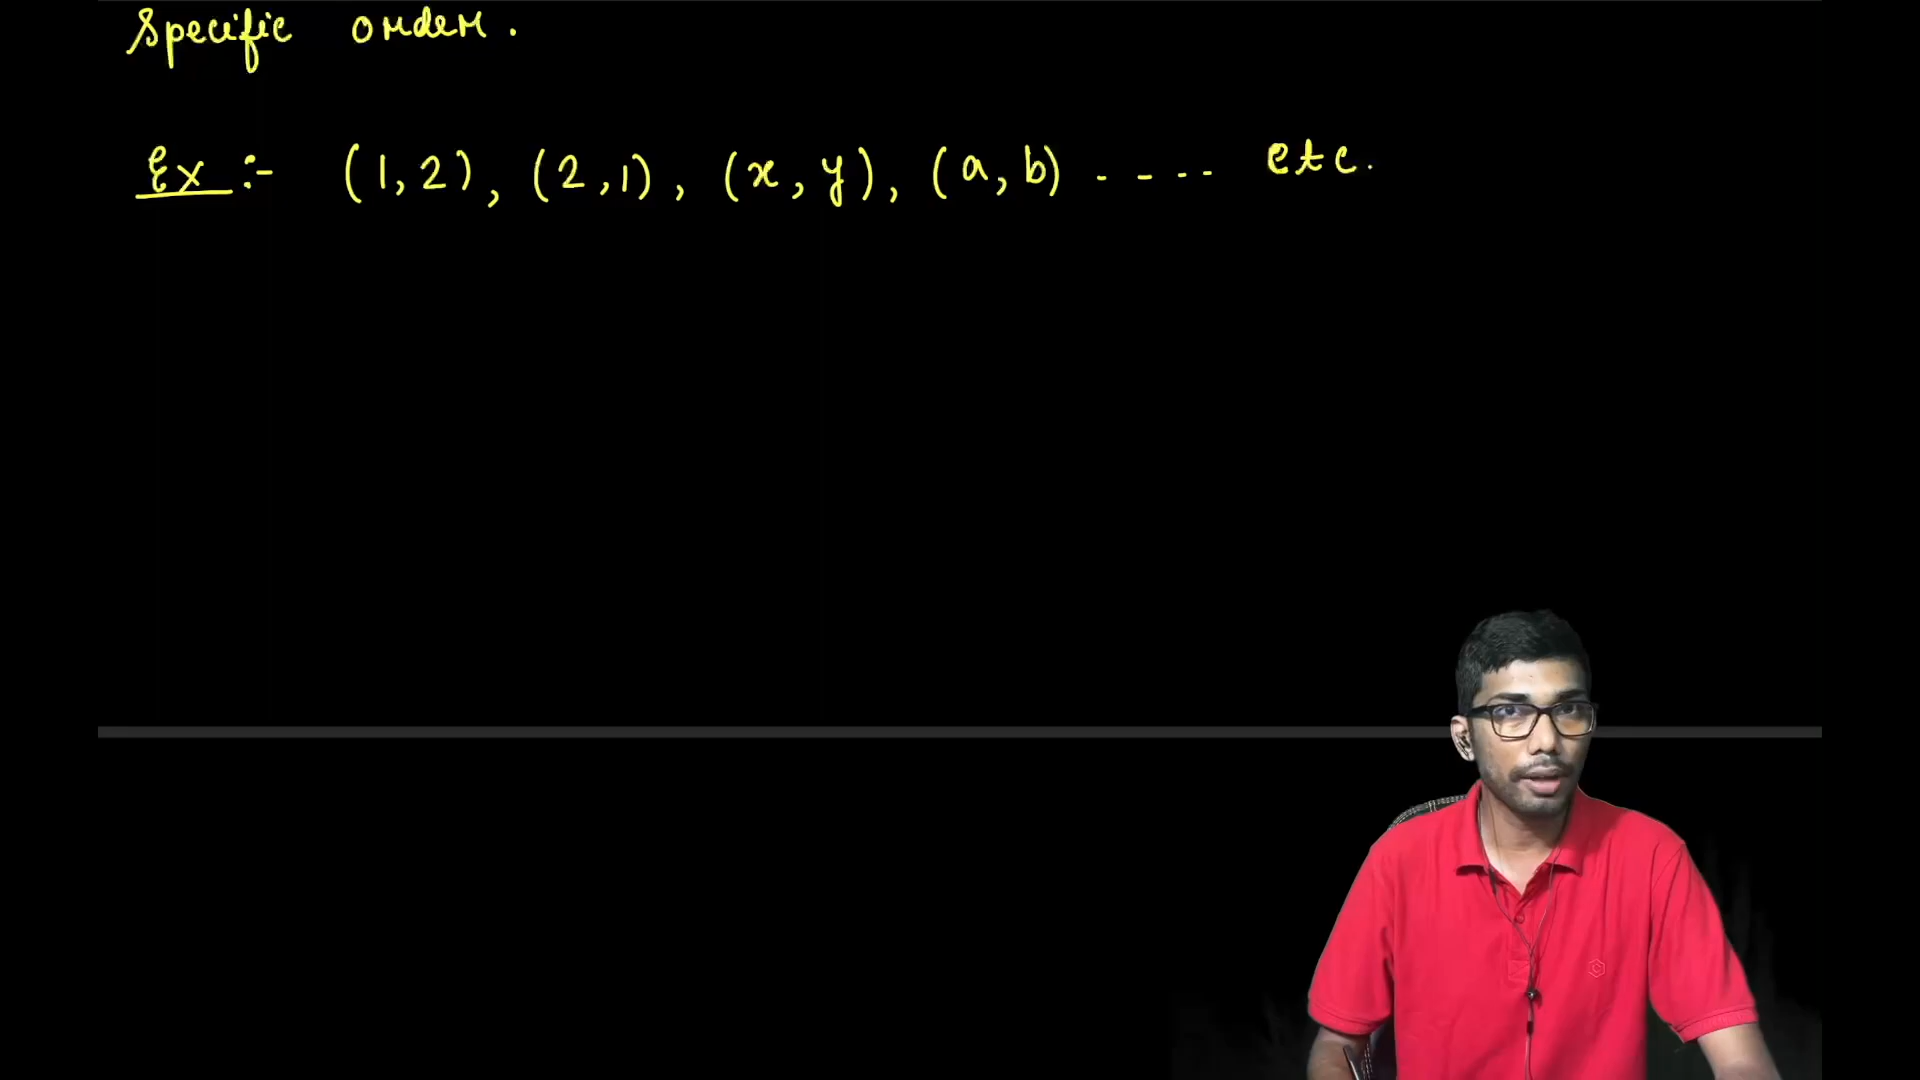 Specific order.
Ex :- (1,2), (2,1), (x,y), (a,b) ---- etc.